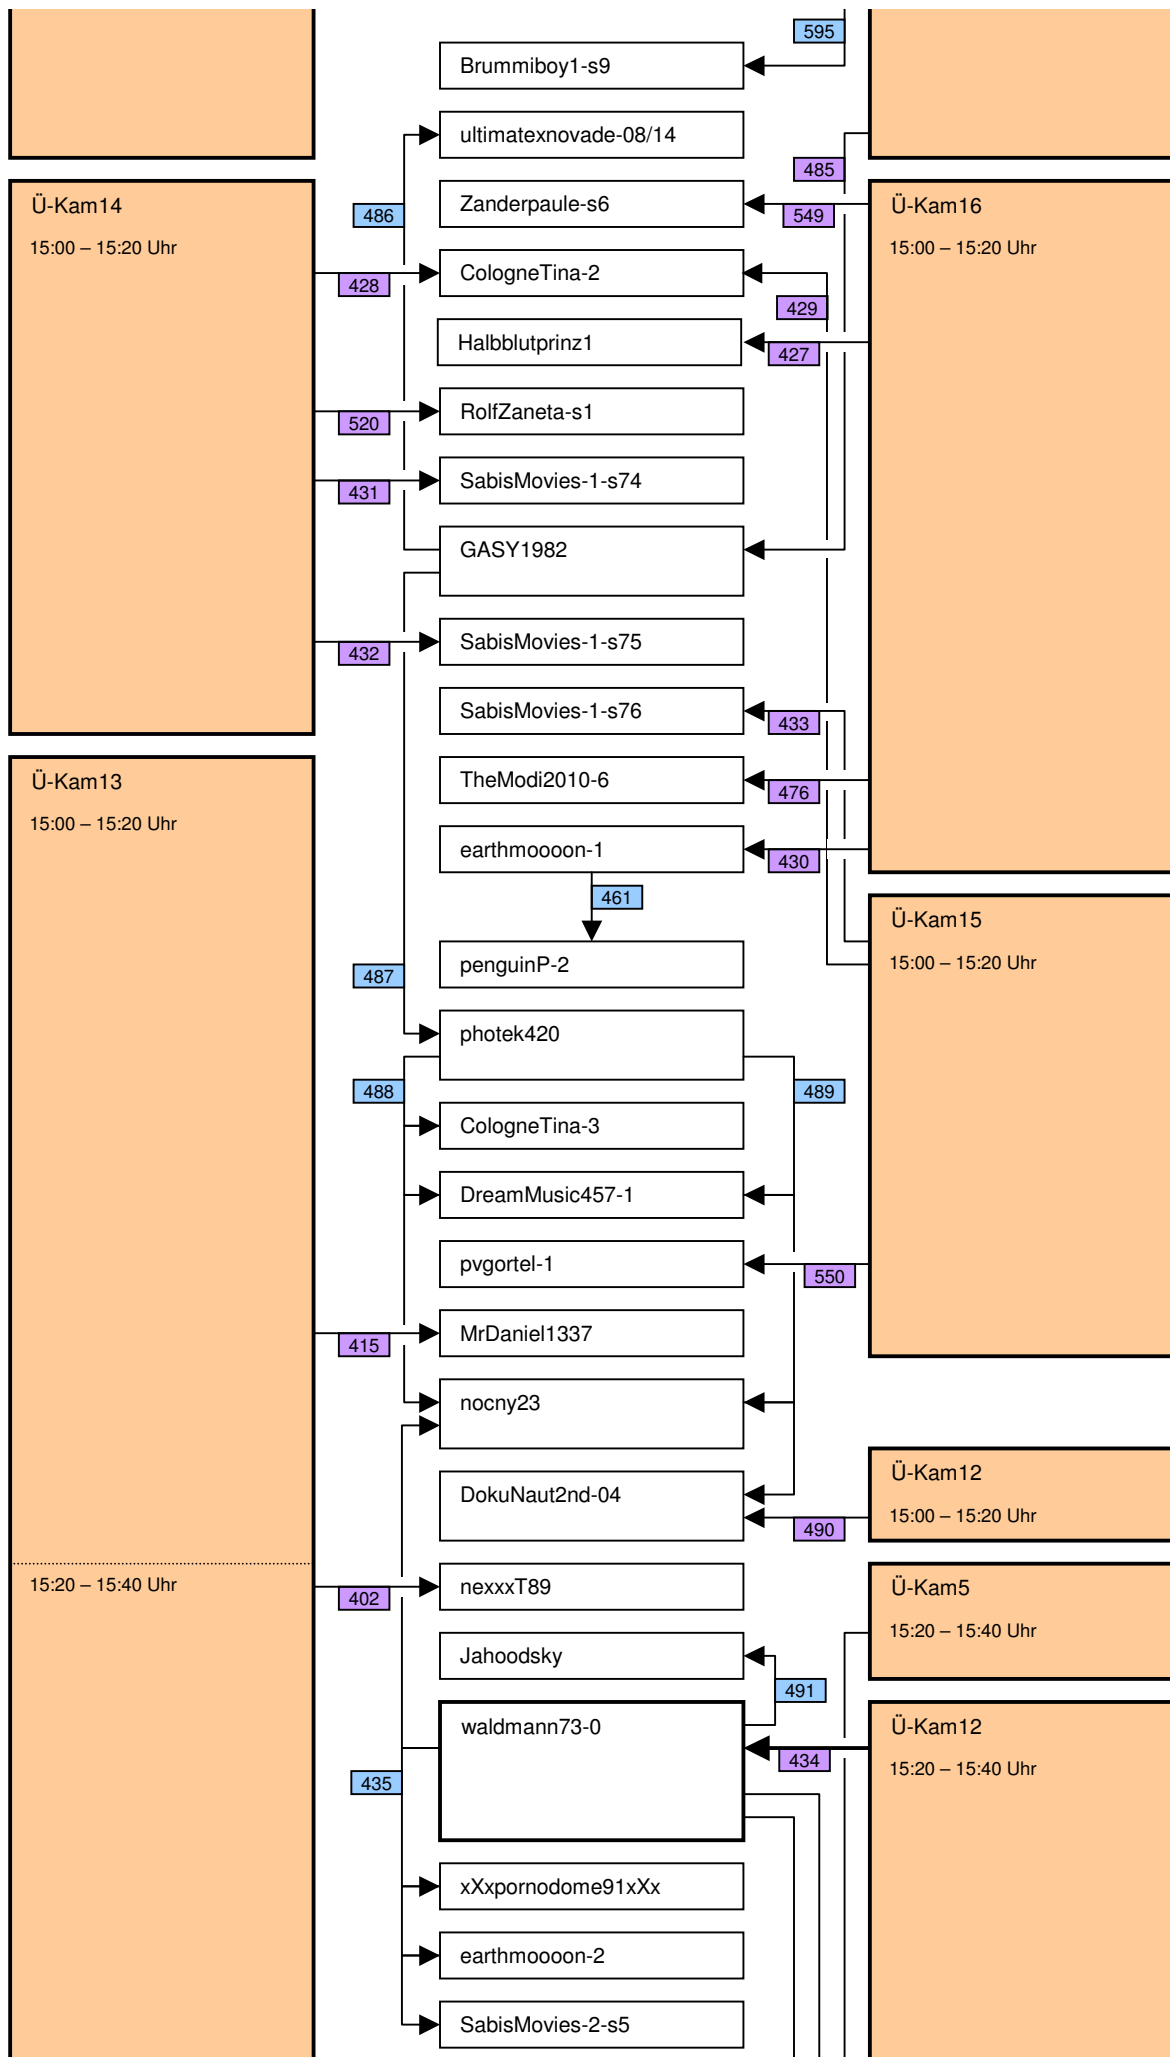 595
Brummiboy1-s9
ultimatexnovade-08/14
485
Ü-Kam14
15:00 – 15:20 Uhr
486
Zanderpaule-s6
549
Ü-Kam16
15:00 – 15:20 Uhr
428
CologneTina-2
429
Halbblutprinz1
427
520
RolfZaneta-s1
431
SabisMovies-1-s74
GASY1982
432
SabisMovies-1-s75
SabisMovies-1-s76
433
Ü-Kam13
15:00 – 15:20 Uhr
TheModi2010-6
476
earthmoooon-1
430
461
Ü-Kam15
15:00 – 15:20 Uhr
487
penguinP-2
photek420
488
489
CologneTina-3
DreamMusic457-1
pvgortel-1
550
415
MrDaniel1337
nocny23
DokuNaut2nd-04
490
Ü-Kam12
15:00 – 15:20 Uhr
15:20 – 15:40 Uhr
402
nexxxT89
Ü-Kam5
15:20 – 15:40 Uhr
Jahoodsky
491
waldmann73-0
434
435
Ü-Kam12
15:20 – 15:40 Uhr
xXxpornodome91xXx
earthmoooon-2
SabisMovies-2-s5